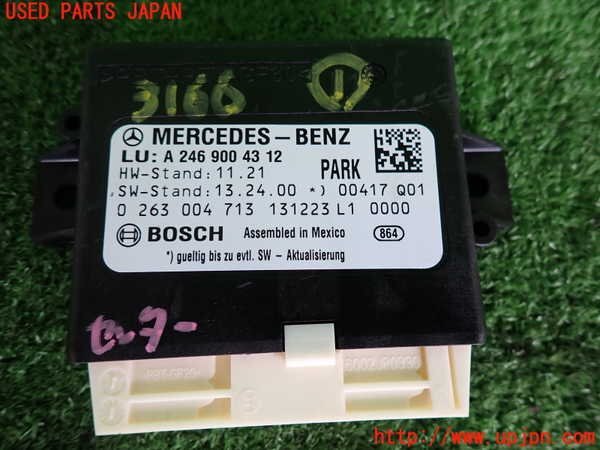 USED PARTS JAPAN
3166 11
MERCEDES-BENZ
LU: A 246 900 43 12
HW-Stand: 11.21 PARK
SW-Stand: 13.24.00 *) 00417 Q01
0 263 004 713 131223 L1 0000
BOSCH Assembled in Mexico 864
*) gueltig bis zu evtl. SW - Aktualisierung
センター
http://www.upjpn.com/